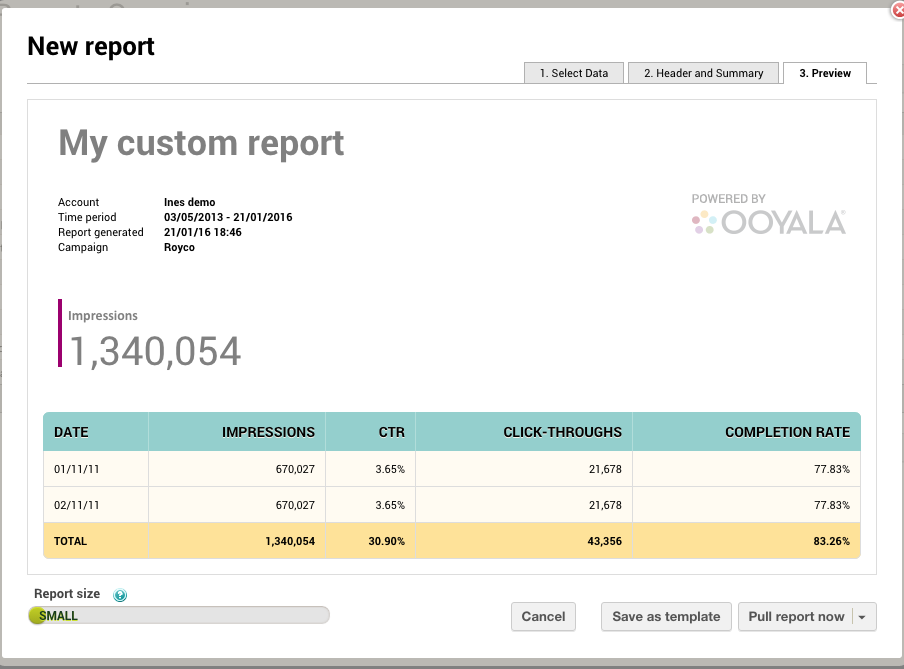 New report
1. Select Data 2. Header and Summary 3. Preview
My custom report
Account Ines demo
Time period 03/05/2013 - 21/01/2016
Report generated 21/01/16 18:46
Campaign Royco
POWERED BY
OOYALA
Impressions
1,340,054
DATE IMPRESSIONS CTR CLICK-THROUGHS COMPLETION RATE
01/11/11 670,027 3.65% 21,678 77.83%
02/11/11 670,027 3.65% 21,678 77.83%
TOTAL 1,340,054 30.90% 43,356 83.26%
Report size ?
SMALL
Cancel Save as template Pull report now